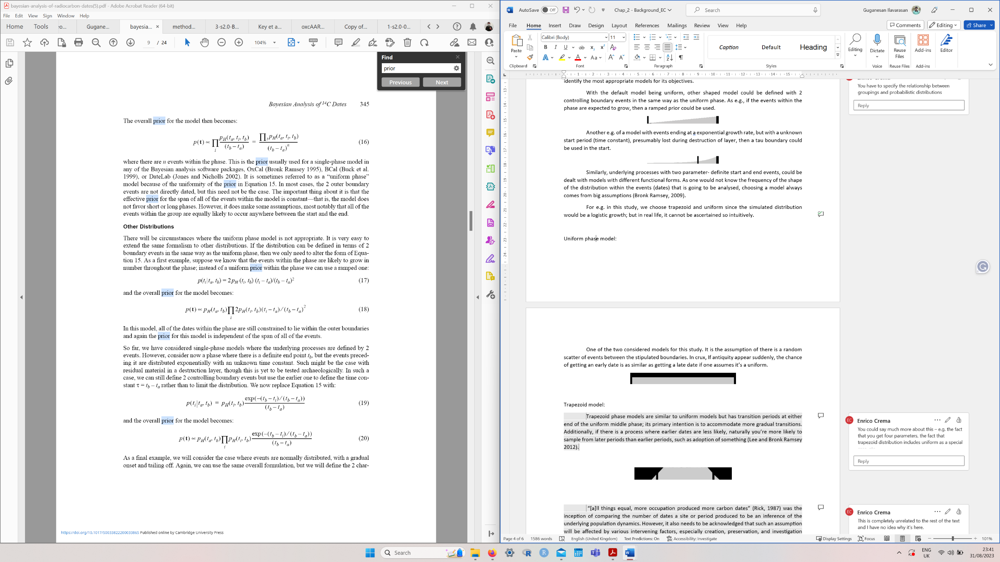 bayesian-analysis-of-radiocarbon-dates(5).pdf - Adobe Acrobat Reader (64-bit)
File Edit View Sign Window Help
Home Tools
Gugane...
bayesia...
method...
3-s2.0-B...
Key et a...
oxcAAR...
Copy of...
1-s2.0-0...
9 / 24
104%
Find
prior
Previous Next
Bayesian Analysis of ¹⁴C Dates 345
The overall prior for the model then becomes:
p(t) ∝ ∏_i p_H(t_a, t_i, t_b)/(t_b – t_a) = ∏_i p_H(t_a, t_i, t_b)/(t_b – t_a)^n (16)
where there are n events within the phase. This is the prior usually used for a single-phase model in
any of the Bayesian analysis software packages, OxCal (Bronk Ramsey 1995), BCal (Buck et al.
1999), or DateLab (Jones and Nicholls 2002). It is sometimes referred to as a “uniform phase”
model because of the uniformity of the prior in Equation 15. In most cases, the 2 outer boundary
events are not directly dated, but this need not be the case. The important thing about it is that the
effective prior for the span of all of the events within the model is constant—that is, the model does
not favor short or long phases. However, it does make some assumptions, most notably that all of the
events within the group are equally likely to occur anywhere between the start and the end.
Other Distributions
There will be circumstances where the uniform phase model is not appropriate. It is very easy to
extend the same formalism to other distributions. If the distribution can be defined in terms of 2
boundary events in the same way as the uniform phase, then we only need to alter the form of Equa-
tion 15. As a first example, suppose we know that the events within the phase are likely to grow in
number throughout the phase; instead of a uniform prior within the phase we can use a ramped one:
p(t_i|t_a, t_b) = 2p_H (t_i, t_b) (t_i – t_a)/(t_b – t_a)² (17)
and the overall prior for the model becomes:
p(t) ∝ p_H(t_a, t_b)∏_i 2p_H(t_i, t_b)(t_i – t_a)/(t_b – t_a)² (18)
In this model, all of the dates within the phase are still constrained to lie within the outer boundaries
and again the prior for this model is independent of the span of all of the events.
So far, we have considered single-phase models where the underlying processes are defined by 2
events. However, consider now a phase where there is a definite end point t_b, but the events preced-
ing it are distributed exponentially with an unknown time constant. Such might be the case with
residual material in a destruction layer, though this is yet to be tested archaeologically. In such a
case, we can still define 2 controlling boundary events but use the earlier one to define the time con-
stant τ = t_b – t_a rather than to limit the distribution. We now replace Equation 15 with:
p(t_i|t_a, t_b) = p_H(t_i, t_b) exp(–(t_b – t_i)/(t_b – t_a))/(t_b – t_a) (19)
and the overall prior for the model becomes:
p(t) ∝ p_H(t_a, t_b)∏_i p_H(t_i, t_b) exp(–(t_b – t_i)/(t_b – t_a))/(t_b – t_a) (20)
As a final example, we will consider the case where events are normally distributed, with a gradual
onset and tailing off. Again, we can use the same overall formulation, but we will define the 2 char-
https://doi.org/10.1017/S0033822200033865 Published online by Cambridge University Press
AutoSave Off Chap_2 - Background_EC Search Guganesan Ilavarasan
File Home Insert Draw Design Layout References Mailings Review View Help Comments Editing Share
Calibri (Body) 11
Paste
Caption Default Heading
Editing Dictate Reuse Files Add-ins Editor
Clipboard Font Paragraph Styles Voice Reuse Files Add-ins
identify the most appropriate models for its objectives.
With the default model being uniform, other shaped model could be defined with 2
controlling boundary events in the same way as the uniform phase. As e.g., if the events within the
phase are expected to grow, then a ramped prior could be used.
Another e.g. of a model with events ending at a exponential growth rate, but with a unknown
start period (time constant), presumably lost during destruction of layer, then a tau boundary could
be used in the start.
Similarly, underlying processes with two parameter- definite start and end events, could be
dealt with models with different functional forms. As one would not know the frequency of the shape
of the distribution within the events (dates) that is going to be analysed, choosing a model always
comes from big assumptions (Bronk Ramsey, 2009).
For e.g. in this study, we choose trapezoid and uniform since the simulated distribution
would be a logistic growth; but in real life, it cannot be ascertained so intuitively.
Uniform phase model:
One of the two considered models for this study. It is the assumption of there is a random
scatter of events between the stipulated boundaries. In crux, If antiquity appear suddenly, the chance
of getting an early date is as similar as getting a late date if one assumes it’s a uniform.
Trapezoid model:
Trapezoid phase models are similar to uniform models but has transition periods at either
end of the uniform middle phase; its primary intention is to accommodate more gradual transitions.
Additionally, if there is a process where earlier dates are less likely, naturally you’re more likely to
sample from later periods than earlier periods, such as adoption of something (Lee and Bronk Ramsey
2012).
“[a]ll things equal, more occupation produced more carbon dates” (Rick, 1987) was the
inception of comparing the number of dates a site or period produced to be an inference of the
underlying population dynamics. However, it also needs to be acknowledged that such an assumption
will be affected by various intervening factors, especially creation, preservation, and investigation
You have to specify the relationship between
groupings and probabilistic distributions
Reply
EC Enrico Crema
You could say much more about this – e.g. the fact
that you get four parameters, the fact that
trapezoid distribution includes uniform as a special
Reply
EC Enrico Crema
This is completely unrelated to the rest of the text
and I have no idea why it’s here.
Page 4 of 6 1586 words English (United Kingdom) Text Predictions: On Accessibility: Investigate Display Settings Focus 101%
Search
ENG
UK
23:41
31/08/2023